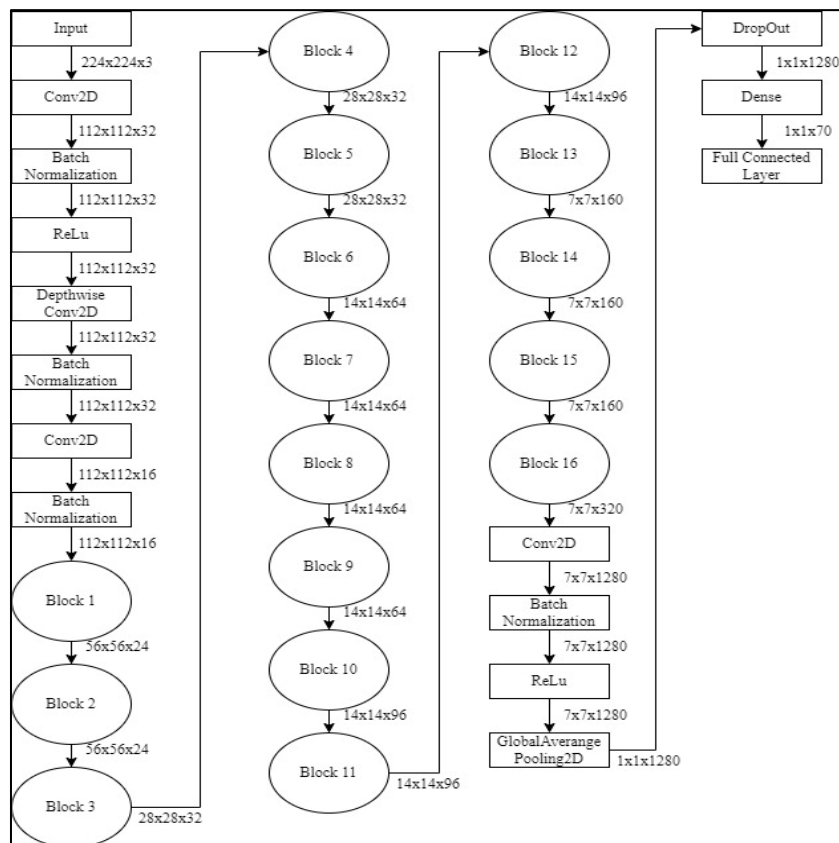 Input
224x224x3
Conv2D
112x112x32
Batch
Normalization
112x112x32
ReLu
112x112x32
Depthwise
Conv2D
112x112x32
Batch
Normalization
112x112x32
Conv2D
112x112x16
Batch
Normalization
112x112x16
Block 1
56x56x24
Block 2
56x56x24
Block 3
28x28x32
Block 4
28x28x32
Block 5
28x28x32
Block 6
14x14x64
Block 7
14x14x64
Block 8
14x14x64
Block 9
14x14x64
Block 10
14x14x96
Block 11
14x14x96
Block 12
14x14x96
Block 13
7x7x160
Block 14
7x7x160
Block 15
7x7x160
Block 16
7x7x320
Conv2D
7x7x1280
Batch
Normalization
7x7x1280
ReLu
7x7x1280
GlobalAverange
Pooling2D
1x1x1280
DropOut
1x1x1280
Dense
1x1x70
Full Connected
Layer